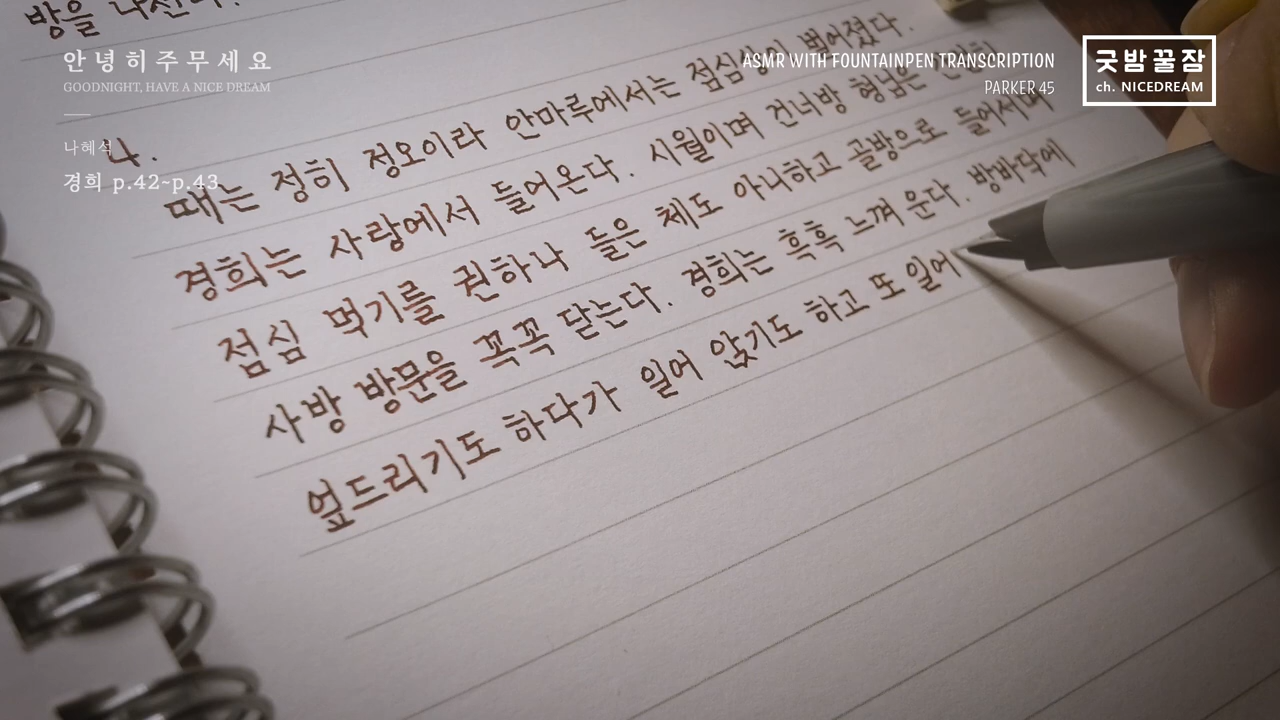 안녕히주무세요
GOODNIGHT, HAVE A NICE DREAM
나혜석
경희 p.42~p.43
ASMR WITH FOUNTAINPEN TRANSCRIPTION
PARKER 45
굿밤꿀잠
ch. NICEDREAM
방을
4.
때는 정히 정오이라 안마루에서는 점심상이 벌어졌다.
경희는 사랑에서 들어온다. 시월이며 건너방 형님은 간절히
점심 먹기를 권하나 들은 체도 아니하고 골방으로 들어서며
사방 방문을 꼭꼭 닫는다. 경희는 흑흑 느껴 운다. 방바닥에
엎드리기도 하다가 일어 앉기도 하고 또 일어